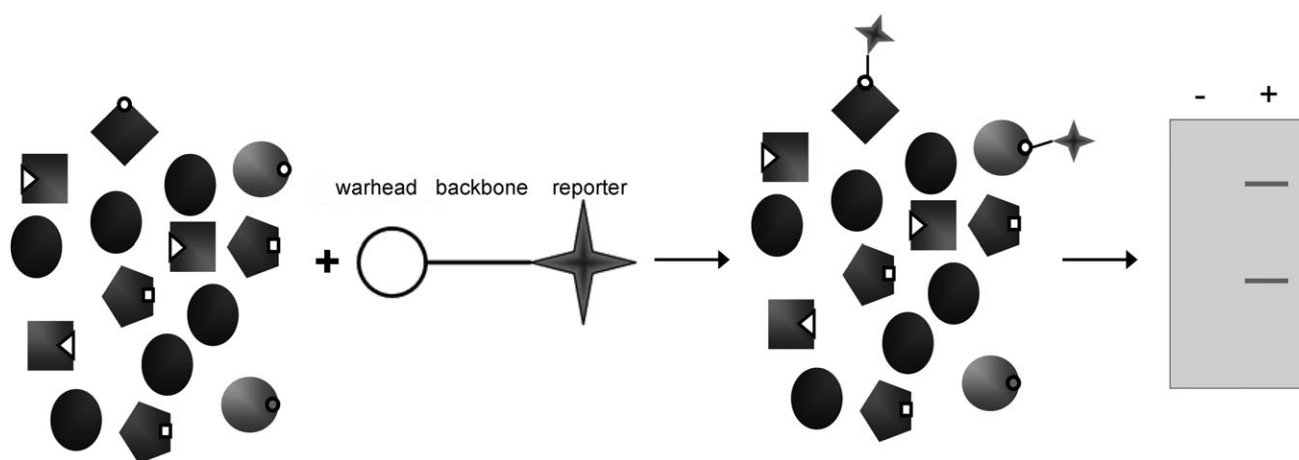 - +
warhead backbone reporter
+